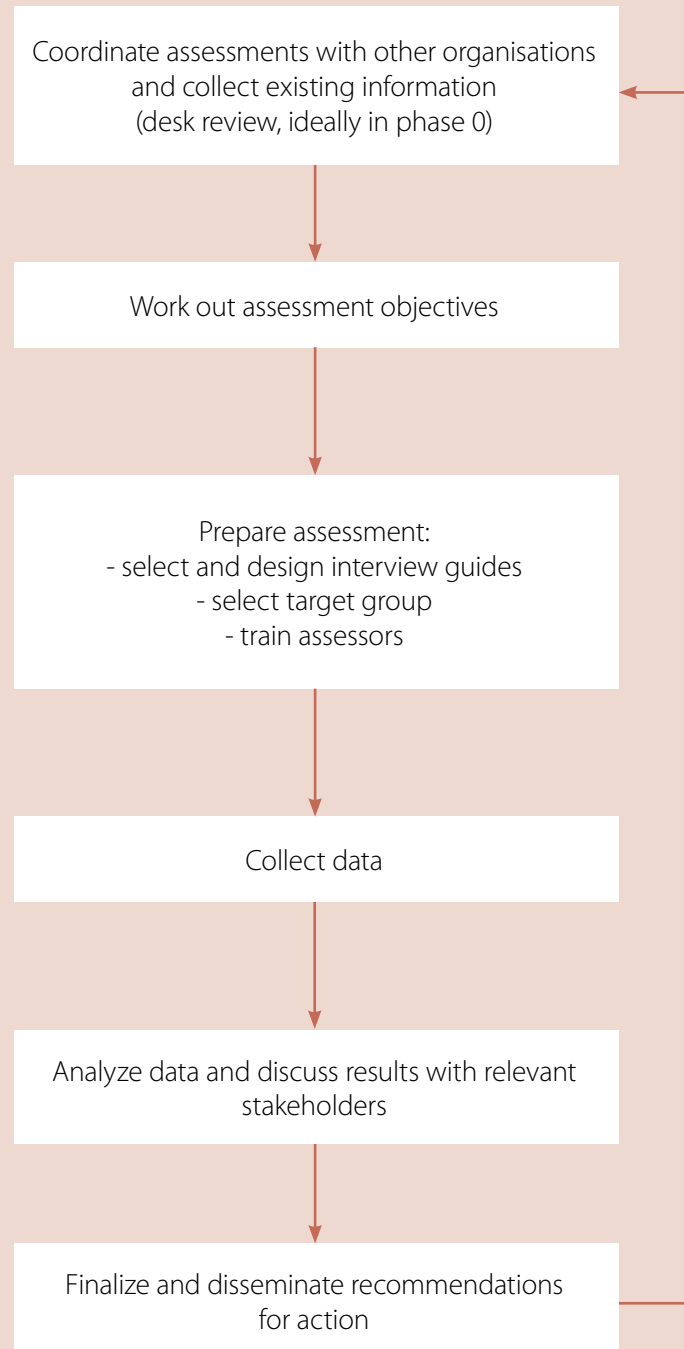 Coordinate assessments with other organisations
and collect existing information
(desk review, ideally in phase 0)
Work out assessment objectives
Prepare assessment:
- select and design interview guides
- select target group
- train assessors
Collect data
Analyze data and discuss results with relevant
stakeholders
Finalize and disseminate recommendations
for action